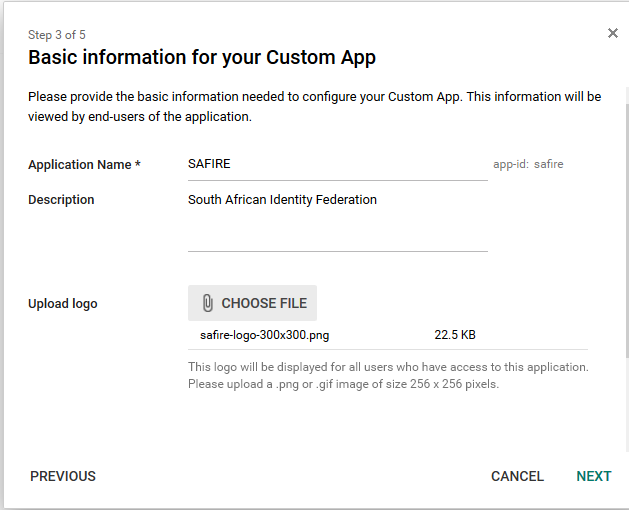 Step 3 of 5
Basic information for your Custom App
Please provide the basic information needed to configure your Custom App. This information will be
viewed by end-users of the application.
Application Name * SAFIRE app-id: safire
Description South African Identity Federation
Upload logo CHOOSE FILE
safire-logo-300x300.png 22.5 KB
This logo will be displayed for all users who have access to this application.
Please upload a .png or .gif image of size 256 x 256 pixels.
PREVIOUS CANCEL NEXT